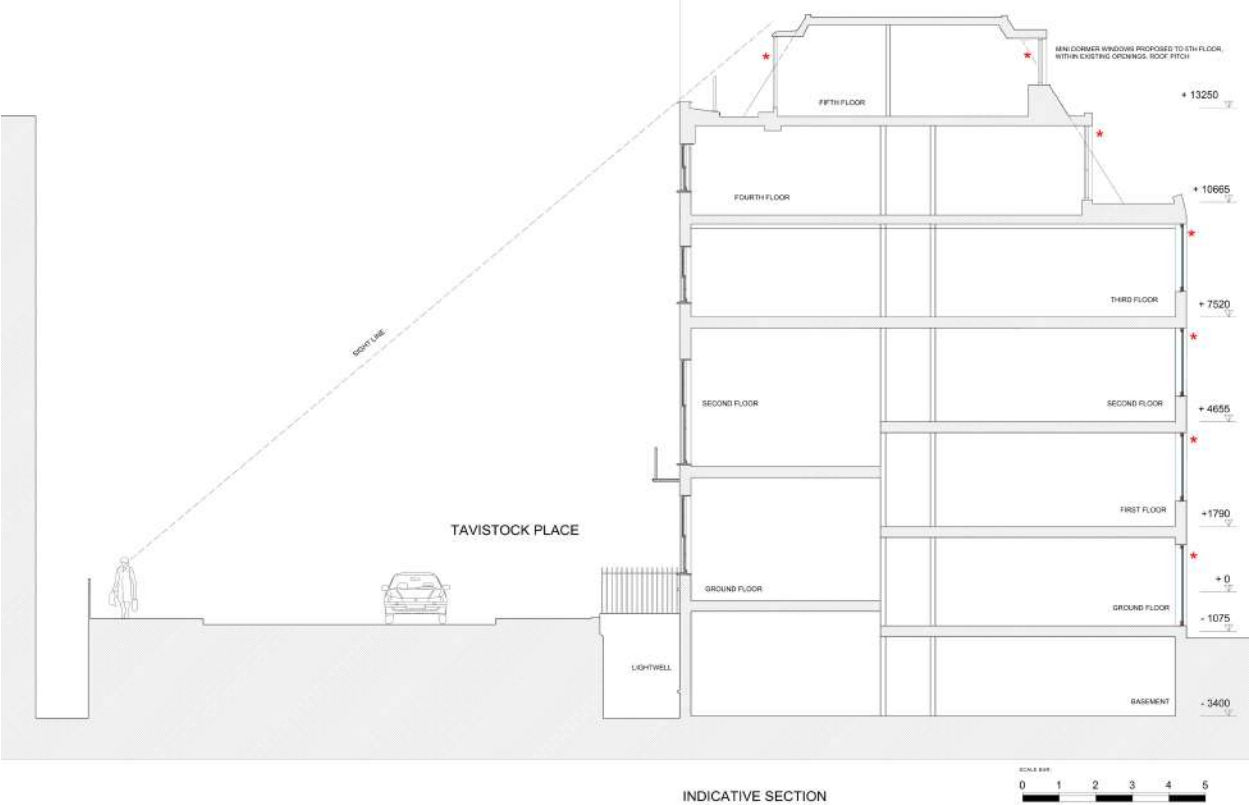 MINI DORMER WINDOWS PROPOSED TO 5TH FLOOR,
WITHIN EXISTING OPENINGS, ROOF PITCH
+ 13250
FIFTH FLOOR
+ 10665
FOURTH FLOOR
THIRD FLOOR
+ 7520
SIGHT LINE
SECOND FLOOR
SECOND FLOOR
+ 4655
FIRST FLOOR
+1790
TAVISTOCK PLACE
+ 0
GROUND FLOOR
GROUND FLOOR
- 1075
LIGHTWELL
BASEMENT
- 3400
SCALE BAR:
0 1 2 3 4 5
INDICATIVE SECTION